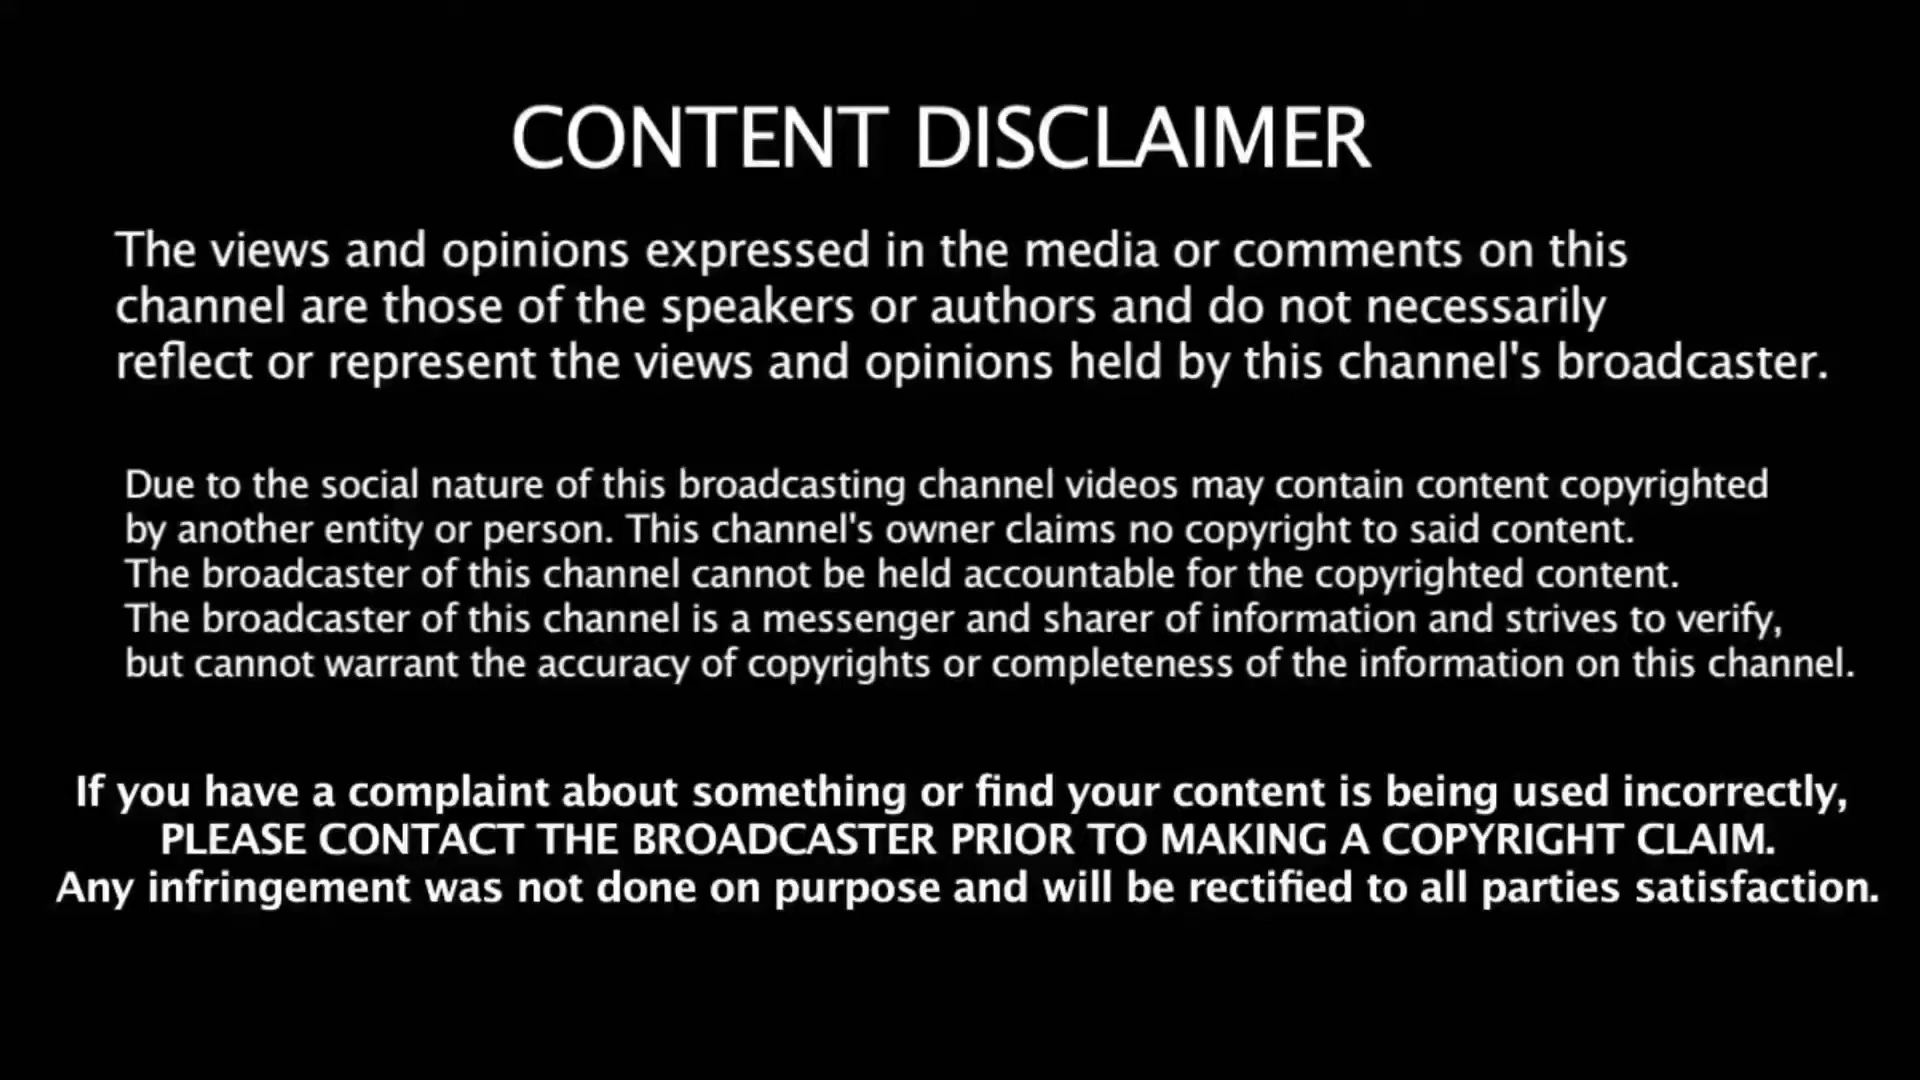 CONTENT DISCLAIMER
The views and opinions expressed in the media or comments on this
channel are those of the speakers or authors and do not necessarily
reflect or represent the views and opinions held by this channel's broadcaster.
Due to the social nature of this broadcasting channel videos may contain content copyrighted
by another entity or person. This channel's owner claims no copyright to said content.
The broadcaster of this channel cannot be held accountable for the copyrighted content.
The broadcaster of this channel is a messenger and sharer of information and strives to verify,
but cannot warrant the accuracy of copyrights or completeness of the information on this channel.
If you have a complaint about something or find your content is being used incorrectly,
PLEASE CONTACT THE BROADCASTER PRIOR TO MAKING A COPYRIGHT CLAIM.
Any infringement was not done on purpose and will be rectified to all parties satisfaction.